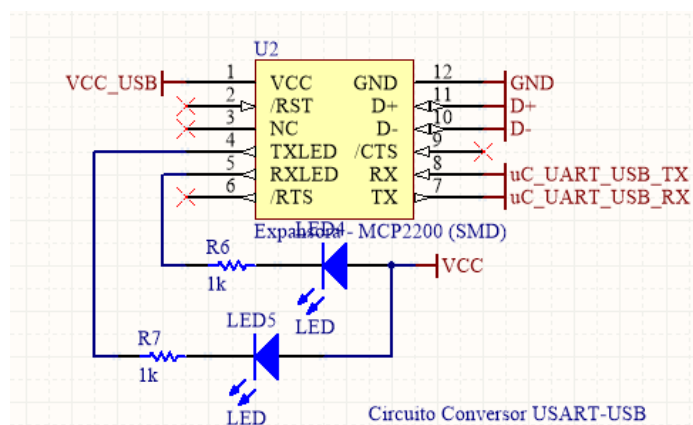 U2
VCC_USB 1 VCC GND 12 GND
2 /RST D+ 11 D+
3 NC D- 10 D-
4 TXLED /CTS 9
5 RXLED RX 8 uC_UART_USB_TX
6 /RTS TX 7 uC_UART_USB_RX
Expansora - MCP2200 (SMD)
LED4
R6
VCC
1k
LED
LED5
R7
1k
LED
Circuito Conversor USART-USB